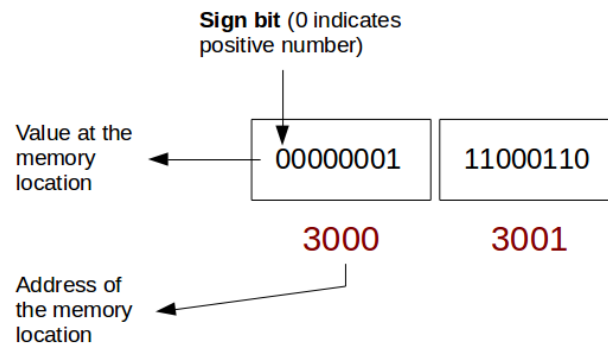 Sign bit (0 indicates
positive number)
Value at the
memory
location
00000001
11000110
3000
3001
Address of
the memory
location